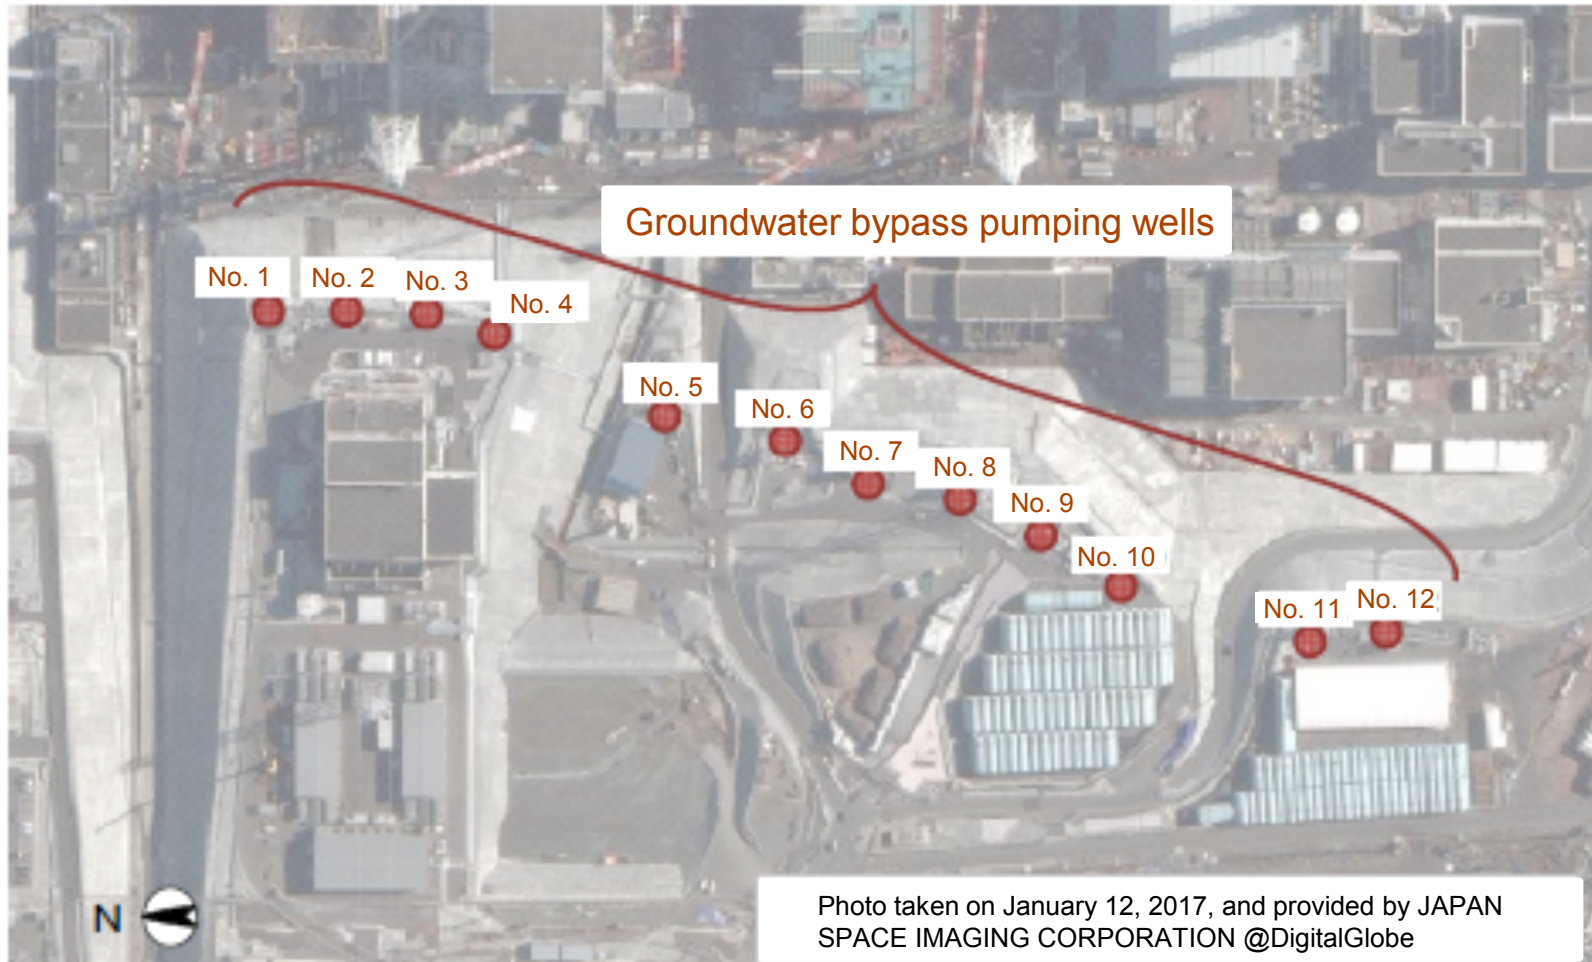 Groundwater bypass pumping wells
No. 1
No. 2
No. 3
No. 4
No. 5
No. 6
No. 7
No. 8
No. 9
No. 10
No. 11
No. 12
N
Photo taken on January 12, 2017, and provided by JAPAN
SPACE IMAGING CORPORATION @DigitalGlobe